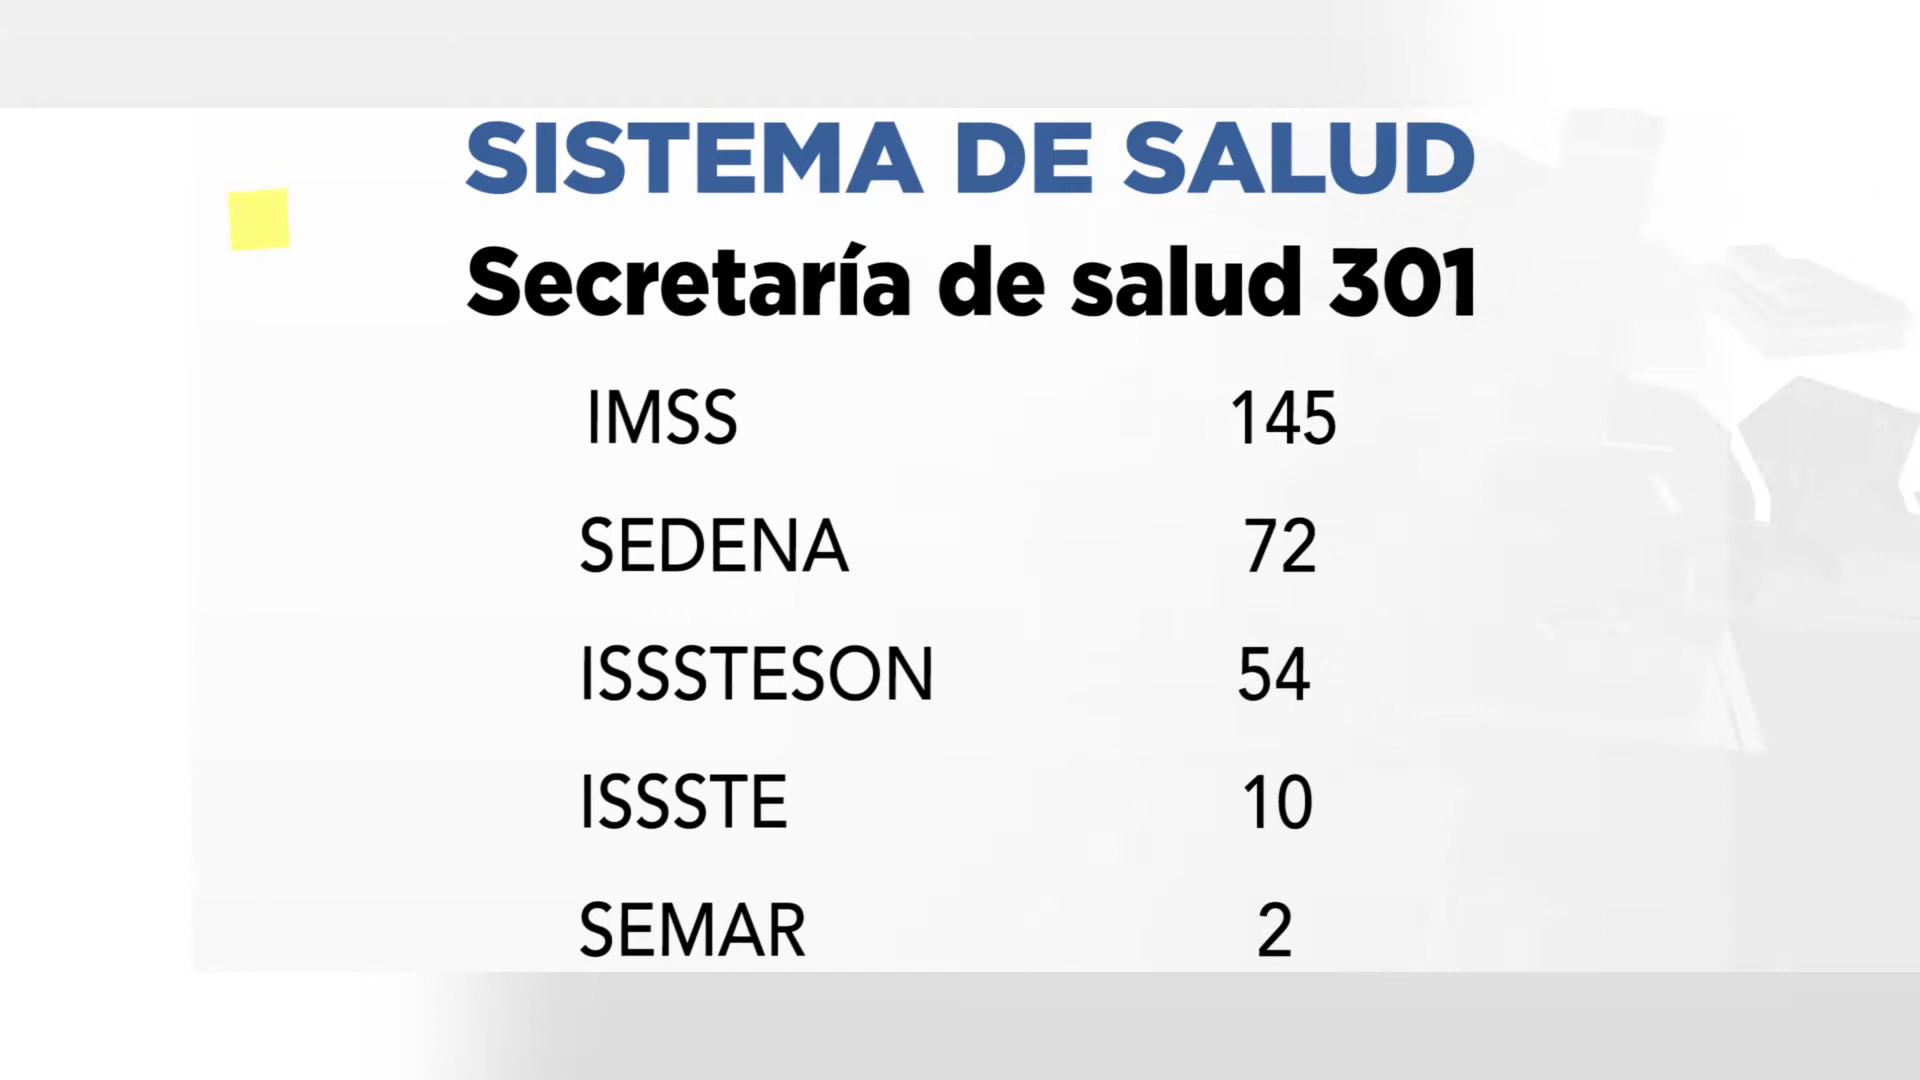 SISTEMA DE SALUD
Secretaría de salud 301
IMSS 145
SEDENA 72
ISSSTESON 54
ISSSTE 10
SEMAR 2